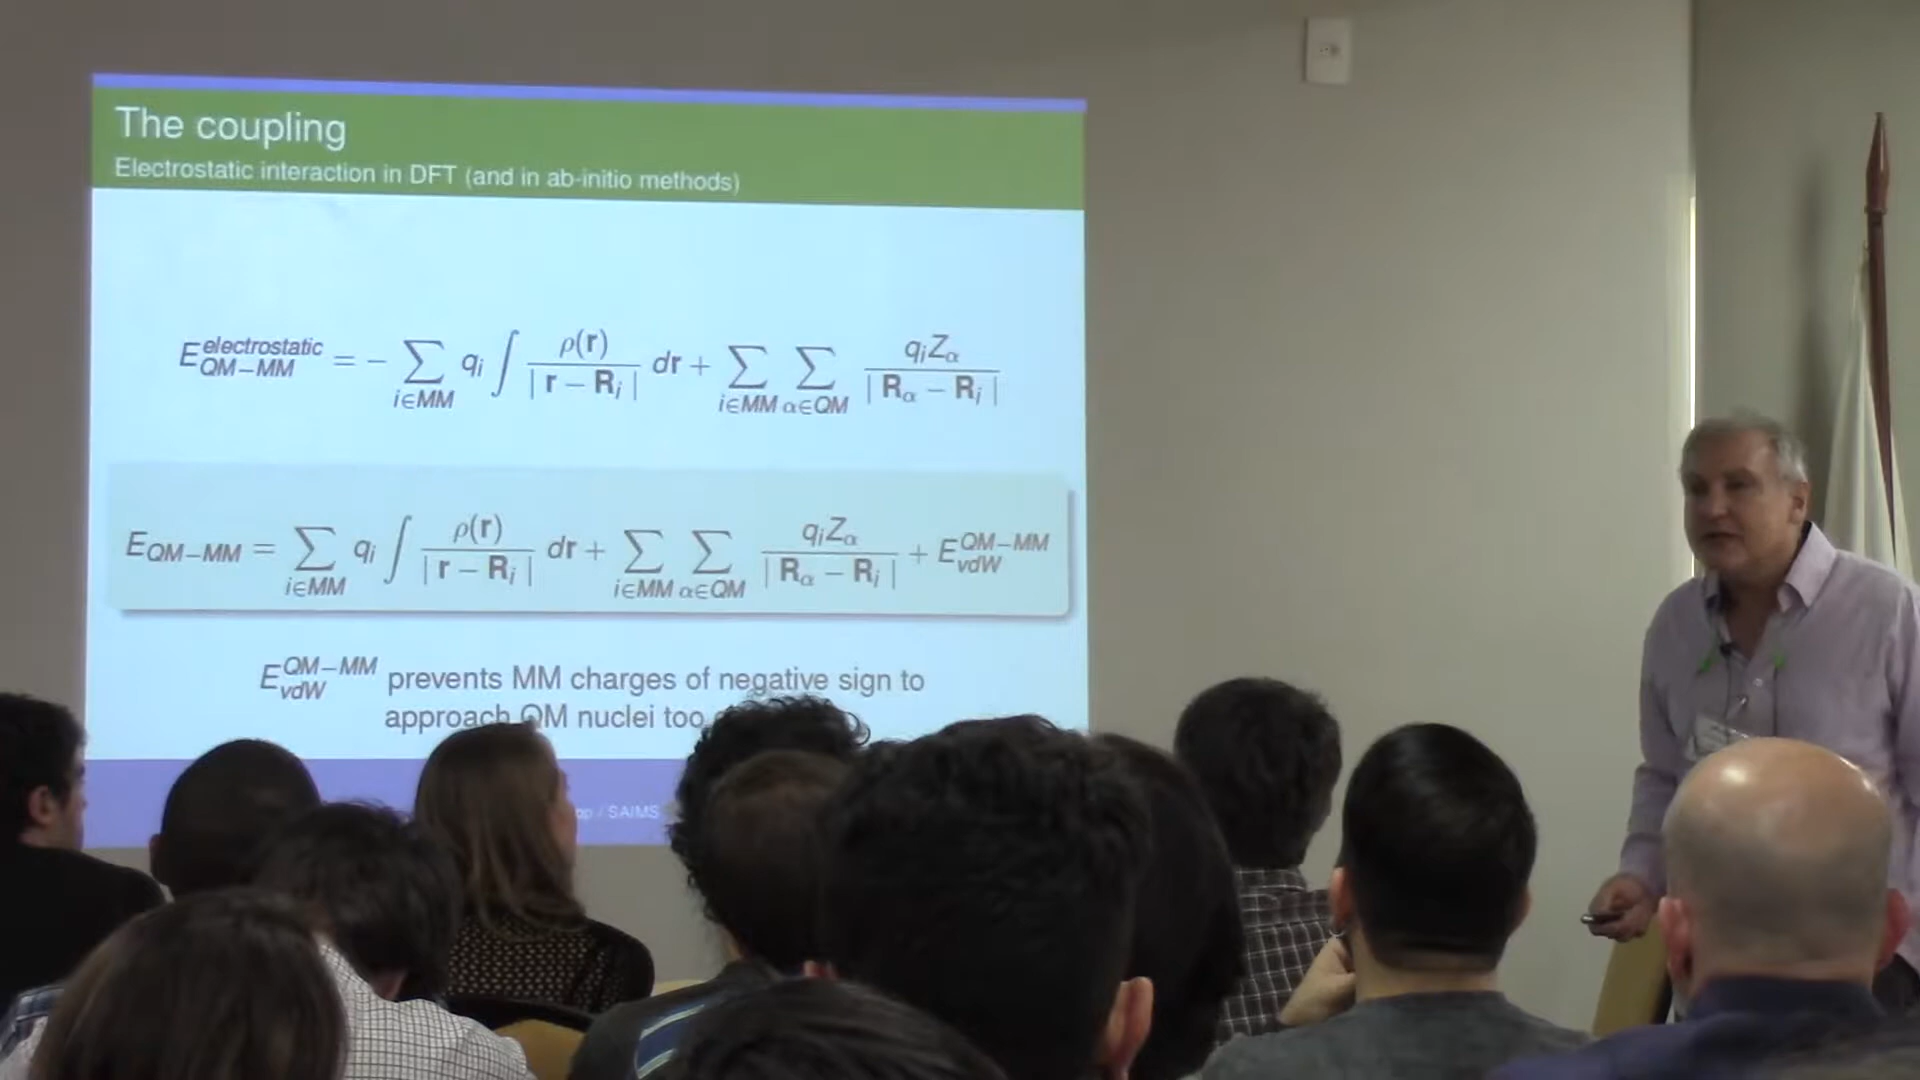 The coupling
Electrostatic interaction in DFT (and in ab-initio methods)
E^{electrostatic}_{QM−MM} = − ∑_{i∈MM} q_i ∫ ρ(r) / | r − R_i | dr + ∑_{i∈MM} ∑_{α∈QM} q_i Z_α / | R_α − R_i |
E_{QM−MM} = ∑_{i∈MM} q_i ∫ ρ(r) / | r − R_i | dr + ∑_{i∈MM} ∑_{α∈QM} q_i Z_α / | R_α − R_i | + E^{QM−MM}_{vdW}
E^{QM−MM}_{vdW} prevents MM charges of negative sign to
approach QM nuclei too
/ SAIMS